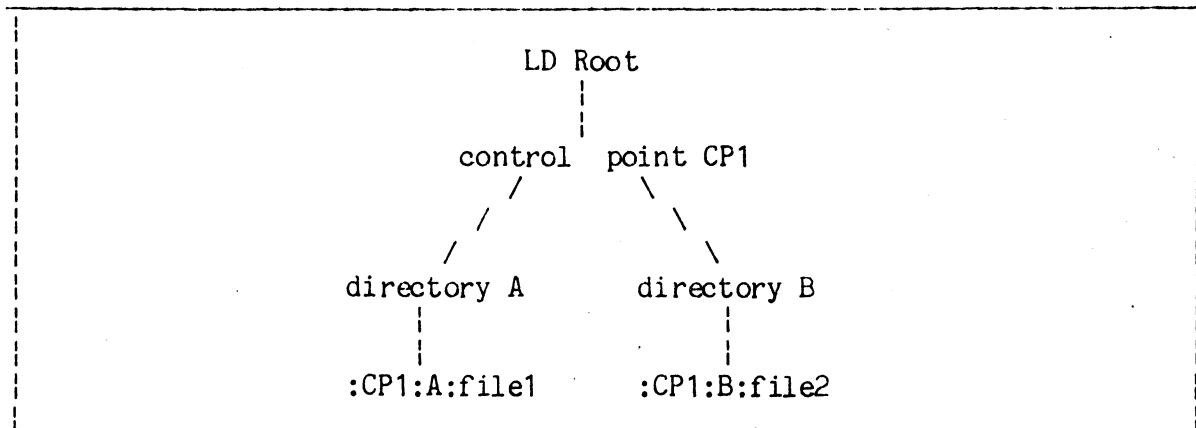 LD Root
control point CP1
directory A directory B
:CP1:A:file1 :CP1:B:file2